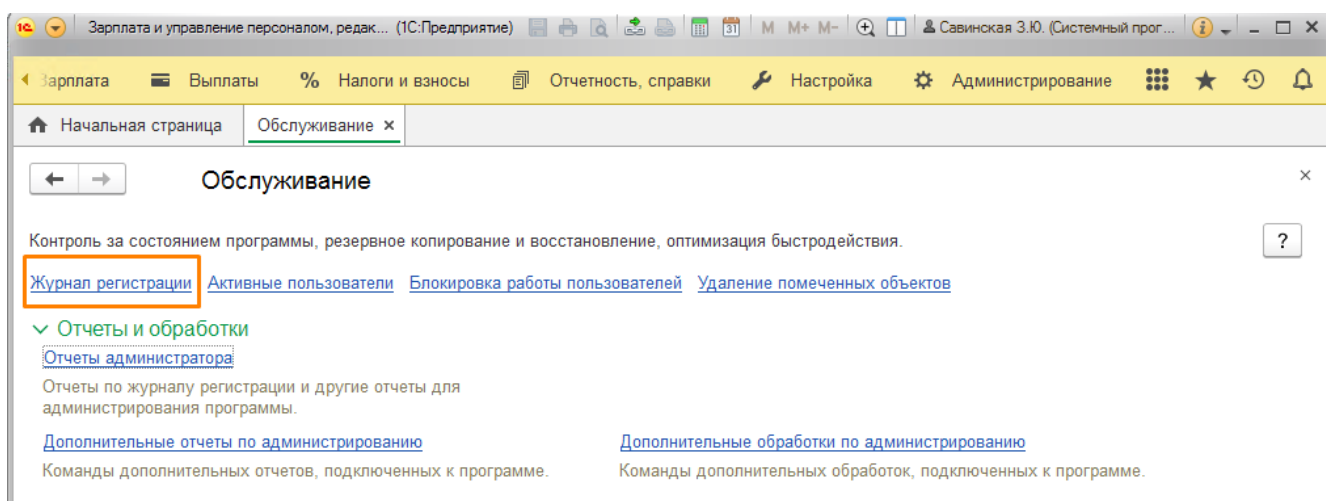 1С Зарплата и управление персоналом, редак... (1С:Предприятие) 31 M M+ M- Савинская З.Ю. (Системный прог...
Зарплата Выплаты % Налоги и взносы Отчетность, справки Настройка Администрирование
Начальная страница Обслуживание ×
Обслуживание
Контроль за состоянием программы, резервное копирование и восстановление, оптимизация быстродействия. ?
Журнал регистрации Активные пользователи Блокировка работы пользователей Удаление помеченных объектов
Отчеты и обработки
Отчеты администратора
Отчеты по журналу регистрации и другие отчеты для
администрирования программы.
Дополнительные отчеты по администрированию Дополнительные обработки по администрированию
Команды дополнительных отчетов, подключенных к программе. Команды дополнительных обработок, подключенных к программе.